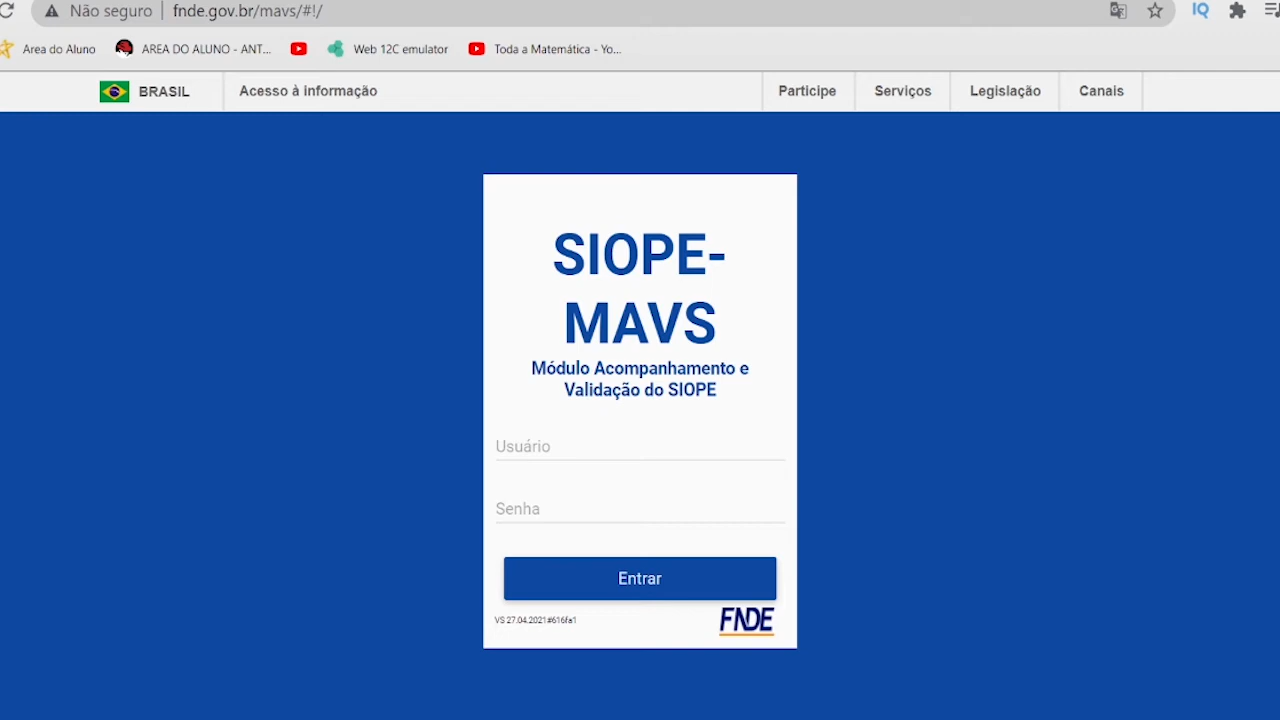 Não seguro fnde.gov.br/mavs/#!/
Area do Aluno AREA DO ALUNO - ANT... Web 12C emulator Toda a Matemática - Yo...
BRASIL Acesso à informação Participe Serviços Legislação Canais
SIOPE-
MAVS
Módulo Acompanhamento e
Validação do SIOPE
Usuário
Senha
Entrar
VS 27.04.2021#616fa1
FNDE